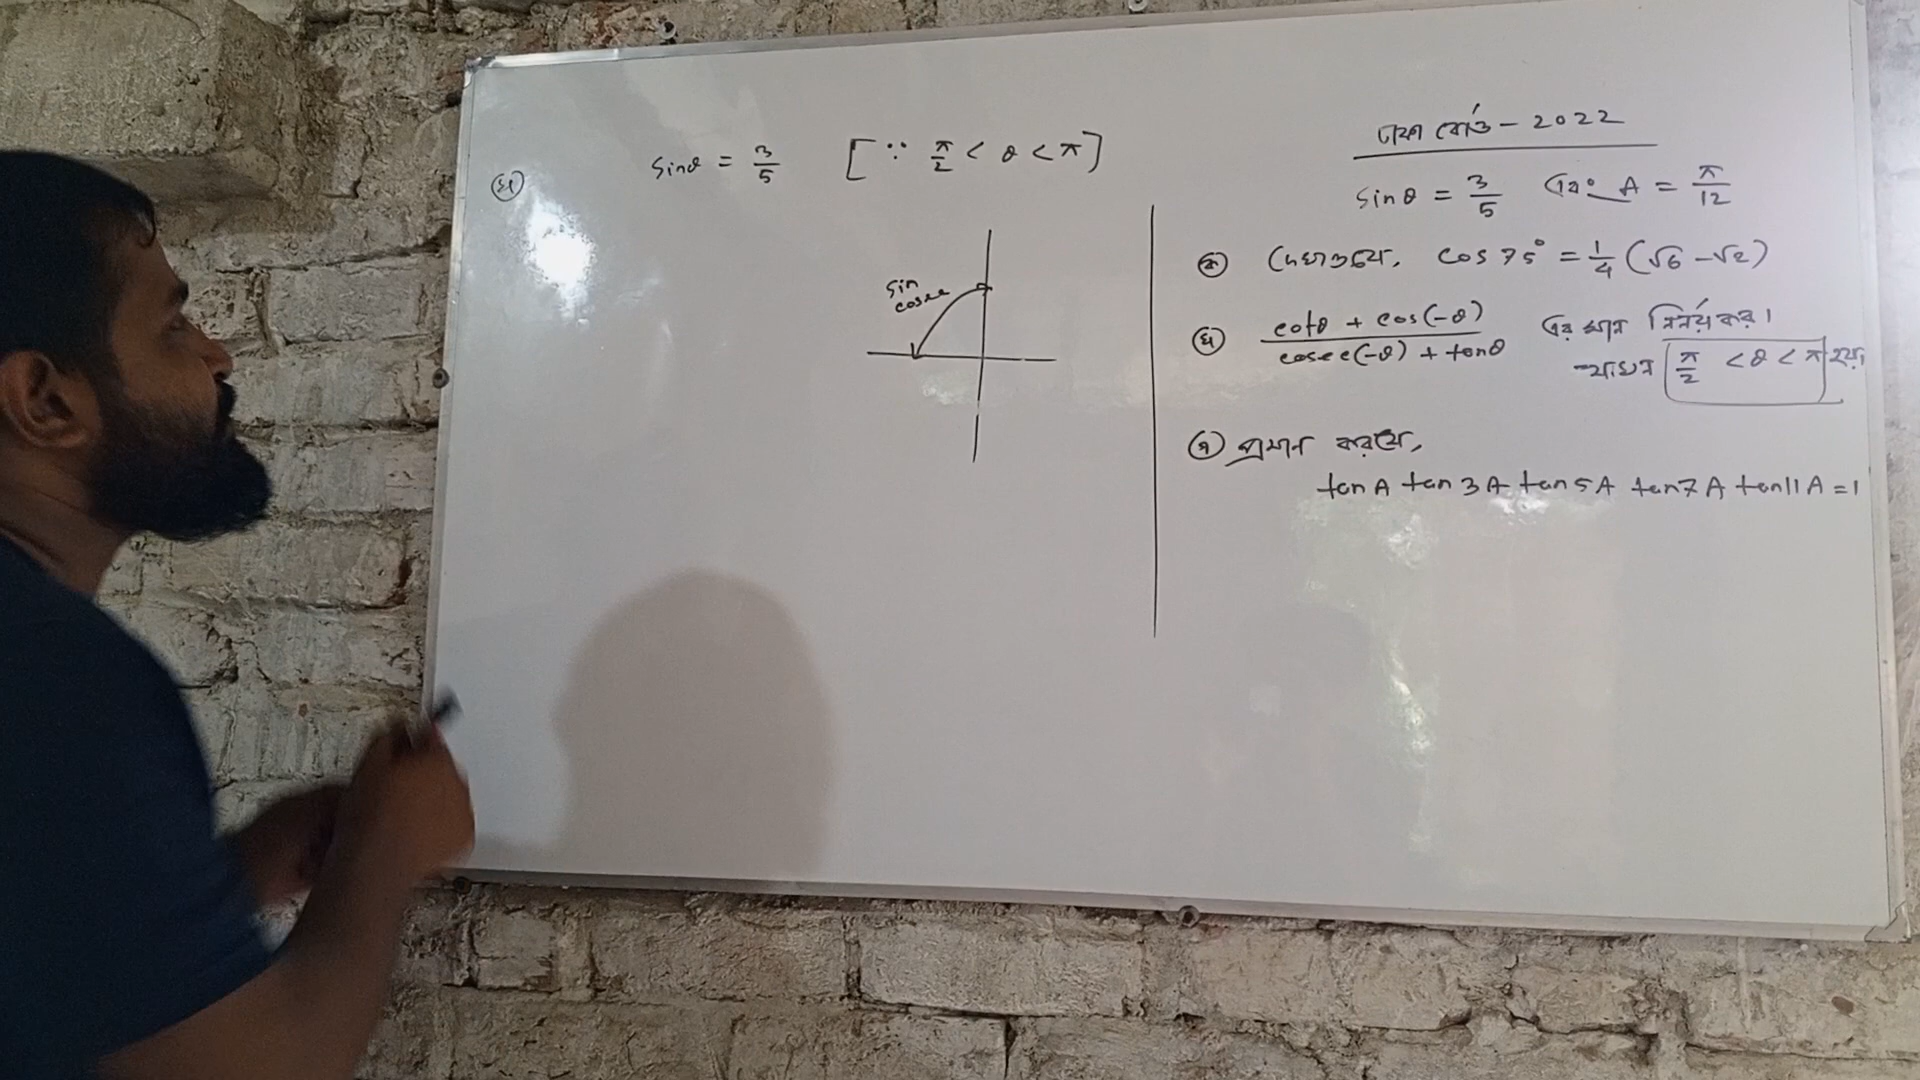 (খ) sinθ = 3/5 [∵ π/2 < θ < π]
sin
cosec
ঢাকা বোর্ড - 2022
sinθ = 3/5 এবং A = π/12
(ক) দেখাও যে, cos 75° = 1/4 (√6 - √2)
(খ) cotθ + cos(-θ) / cosec(-θ) + tanθ এর মান নির্ণয় কর।
যখন π/2 < θ < π হয়।
(গ) প্রমান কর যে,
tan A tan 3A tan 5A tan 7A tan 11A = 1